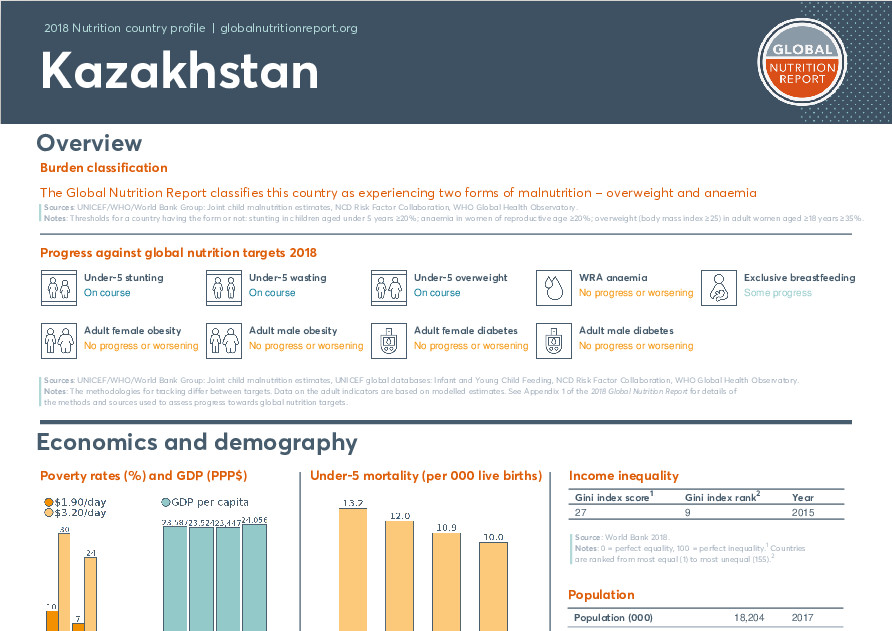 2018 Nutrition country profile | globalnutritionreport.org
Kazakhstan
GLOBAL
NUTRITION
REPORT
Overview
Burden classification
The Global Nutrition Report classifies this country as experiencing two forms of malnutrition – overweight and anaemia
Sources: UNICEF/WHO/World Bank Group: Joint child malnutrition estimates, NCD Risk Factor Collaboration, WHO Global Health Observatory.
Notes: Thresholds for a country having the form or not: stunting in children aged under 5 years ≥20%; anaemia in women of reproductive age ≥20%; overweight (body mass index ≥25) in adult women aged ≥18 years ≥35%.
Progress against global nutrition targets 2018
Under-5 stunting
On course
Under-5 wasting
On course
Under-5 overweight
On course
WRA anaemia
No progress or worsening
Exclusive breastfeeding
Some progress
Adult female obesity
No progress or worsening
Adult male obesity
No progress or worsening
Adult female diabetes
No progress or worsening
Adult male diabetes
No progress or worsening
Sources: UNICEF/WHO/World Bank Group: Joint child malnutrition estimates, UNICEF global databases: Infant and Young Child Feeding, NCD Risk Factor Collaboration, WHO Global Health Observatory.
Notes: The methodologies for tracking differ between targets. Data on the adult indicators are based on modelled estimates. See Appendix 1 of the 2018 Global Nutrition Report for details of
the methods and sources used to assess progress towards global nutrition targets.
Economics and demography
Poverty rates (%) and GDP (PPP$)
$1.90/day
$3.20/day
30
24
10
7
GDP per capita
23,587 23,524 23,447 24,056
Under-5 mortality (per 000 live births)
13.2
12.0
10.9
10.0
Income inequality
Gini index score1 Gini index rank2 Year
27 9 2015
Source: World Bank 2018.
Notes: 0 = perfect equality, 100 = perfect inequality.1 Countries
are ranked from most equal (1) to most unequal (155).2
Population
Population (000) 18,204 2017